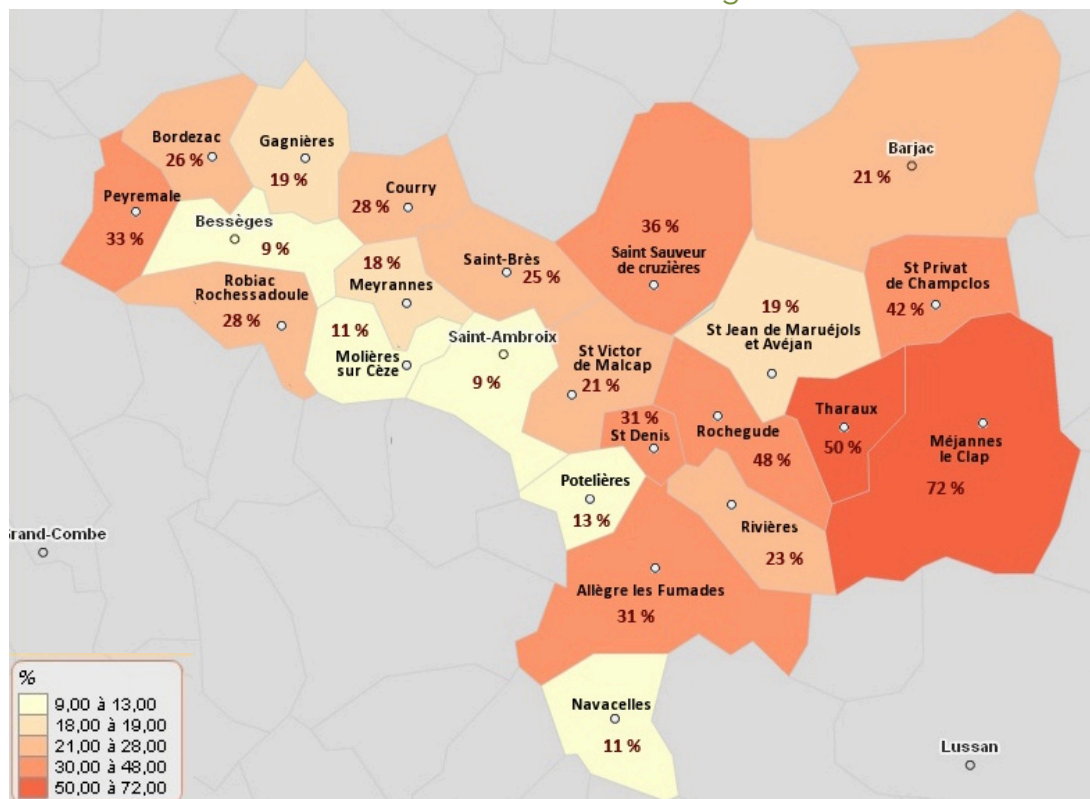 Bordezac
26 %
Gagnières
19 %
Barjac
21 %
Peyremale
33 %
Courry
28 %
Bessèges
9 %
36 %
Saint Sauveur
de cruzières
Saint-Brès
25 %
18 %
Meyrannes
St Privat
de Champclos
42 %
Robiac
Rochessadoule
28 %
19 %
St Jean de Maruéjols
et Avéjan
11 %
Molières
sur Cèze
Saint-Ambroix
9 %
St Victor
de Malcap
21 %
31 %
St Denis
Rochegude
48 %
Tharaux
50 %
Méjannes
le Clap
72 %
Potelières
13 %
Rivières
23 %
rand-Combe
Allègre les Fumades
31 %
Navacelles
11 %
Lussan
%
9,00 à 13,00
18,00 à 19,00
21,00 à 28,00
30,00 à 48,00
50,00 à 72,00